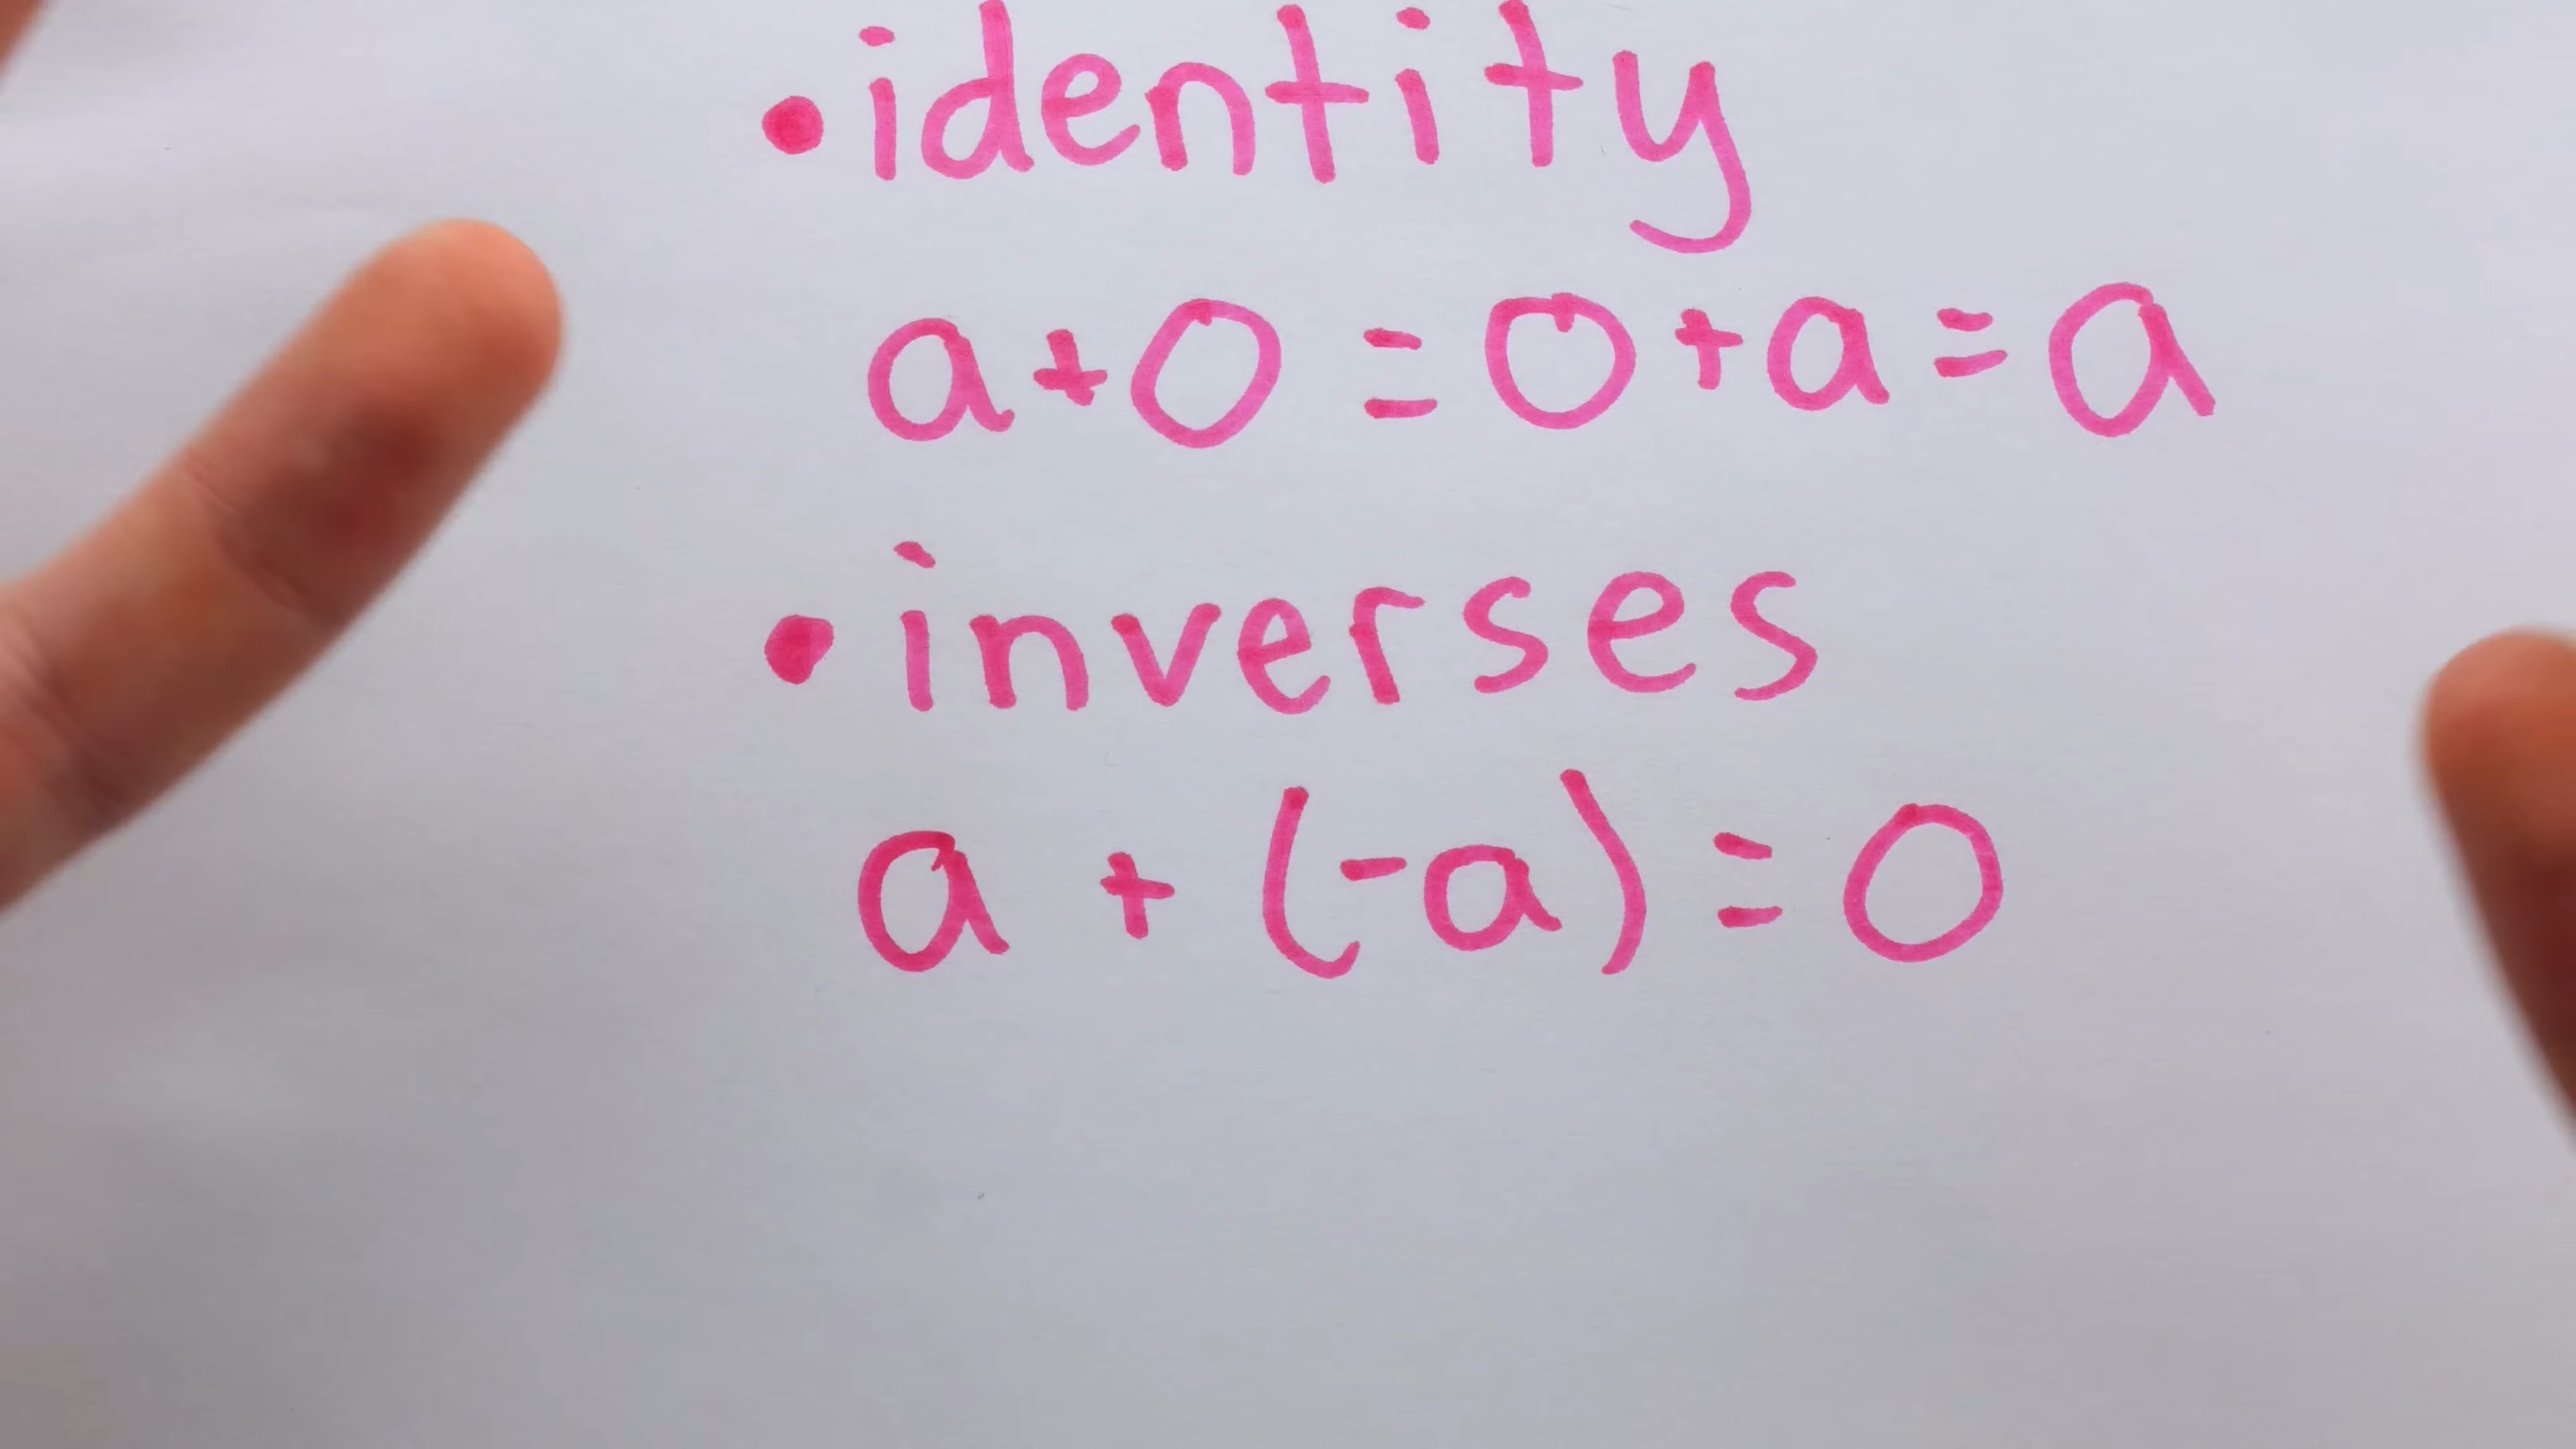 •identity
a+0=0+a=a
•inverses
a + (-a)=0